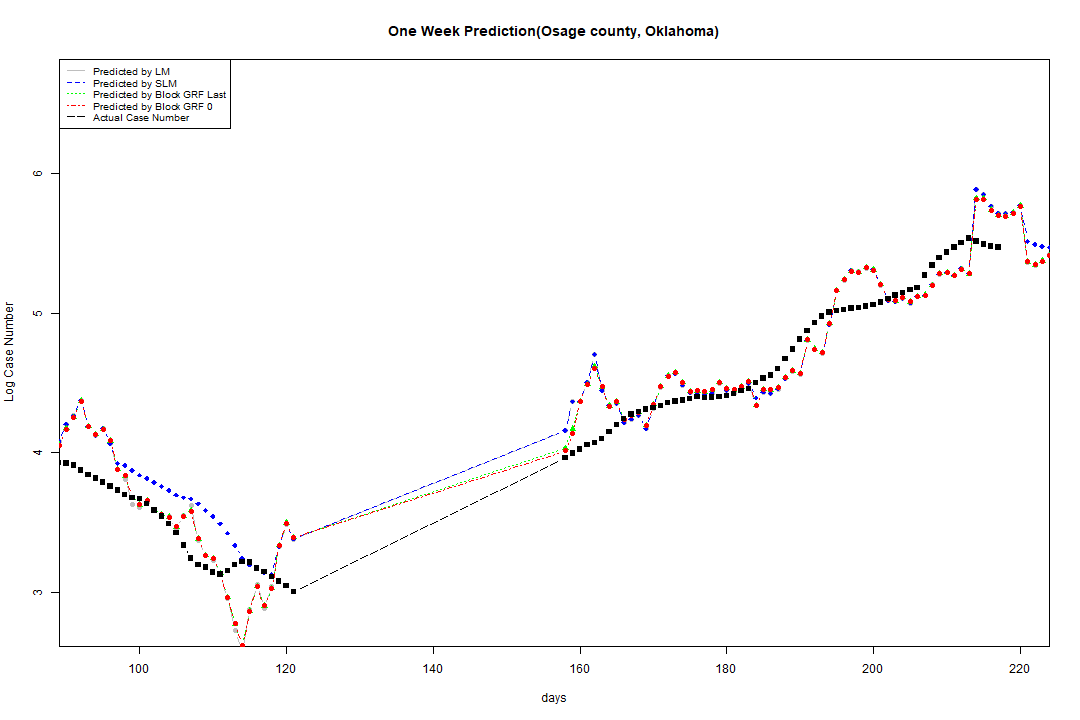 One Week Prediction(Osage county, Oklahoma)
Predicted by LM
Predicted by SLM
Predicted by Block GRF Last
Predicted by Block GRF 0
Actual Case Number
6
5
4
3
Log Case Number
100 120 140 160 180 200 220
days